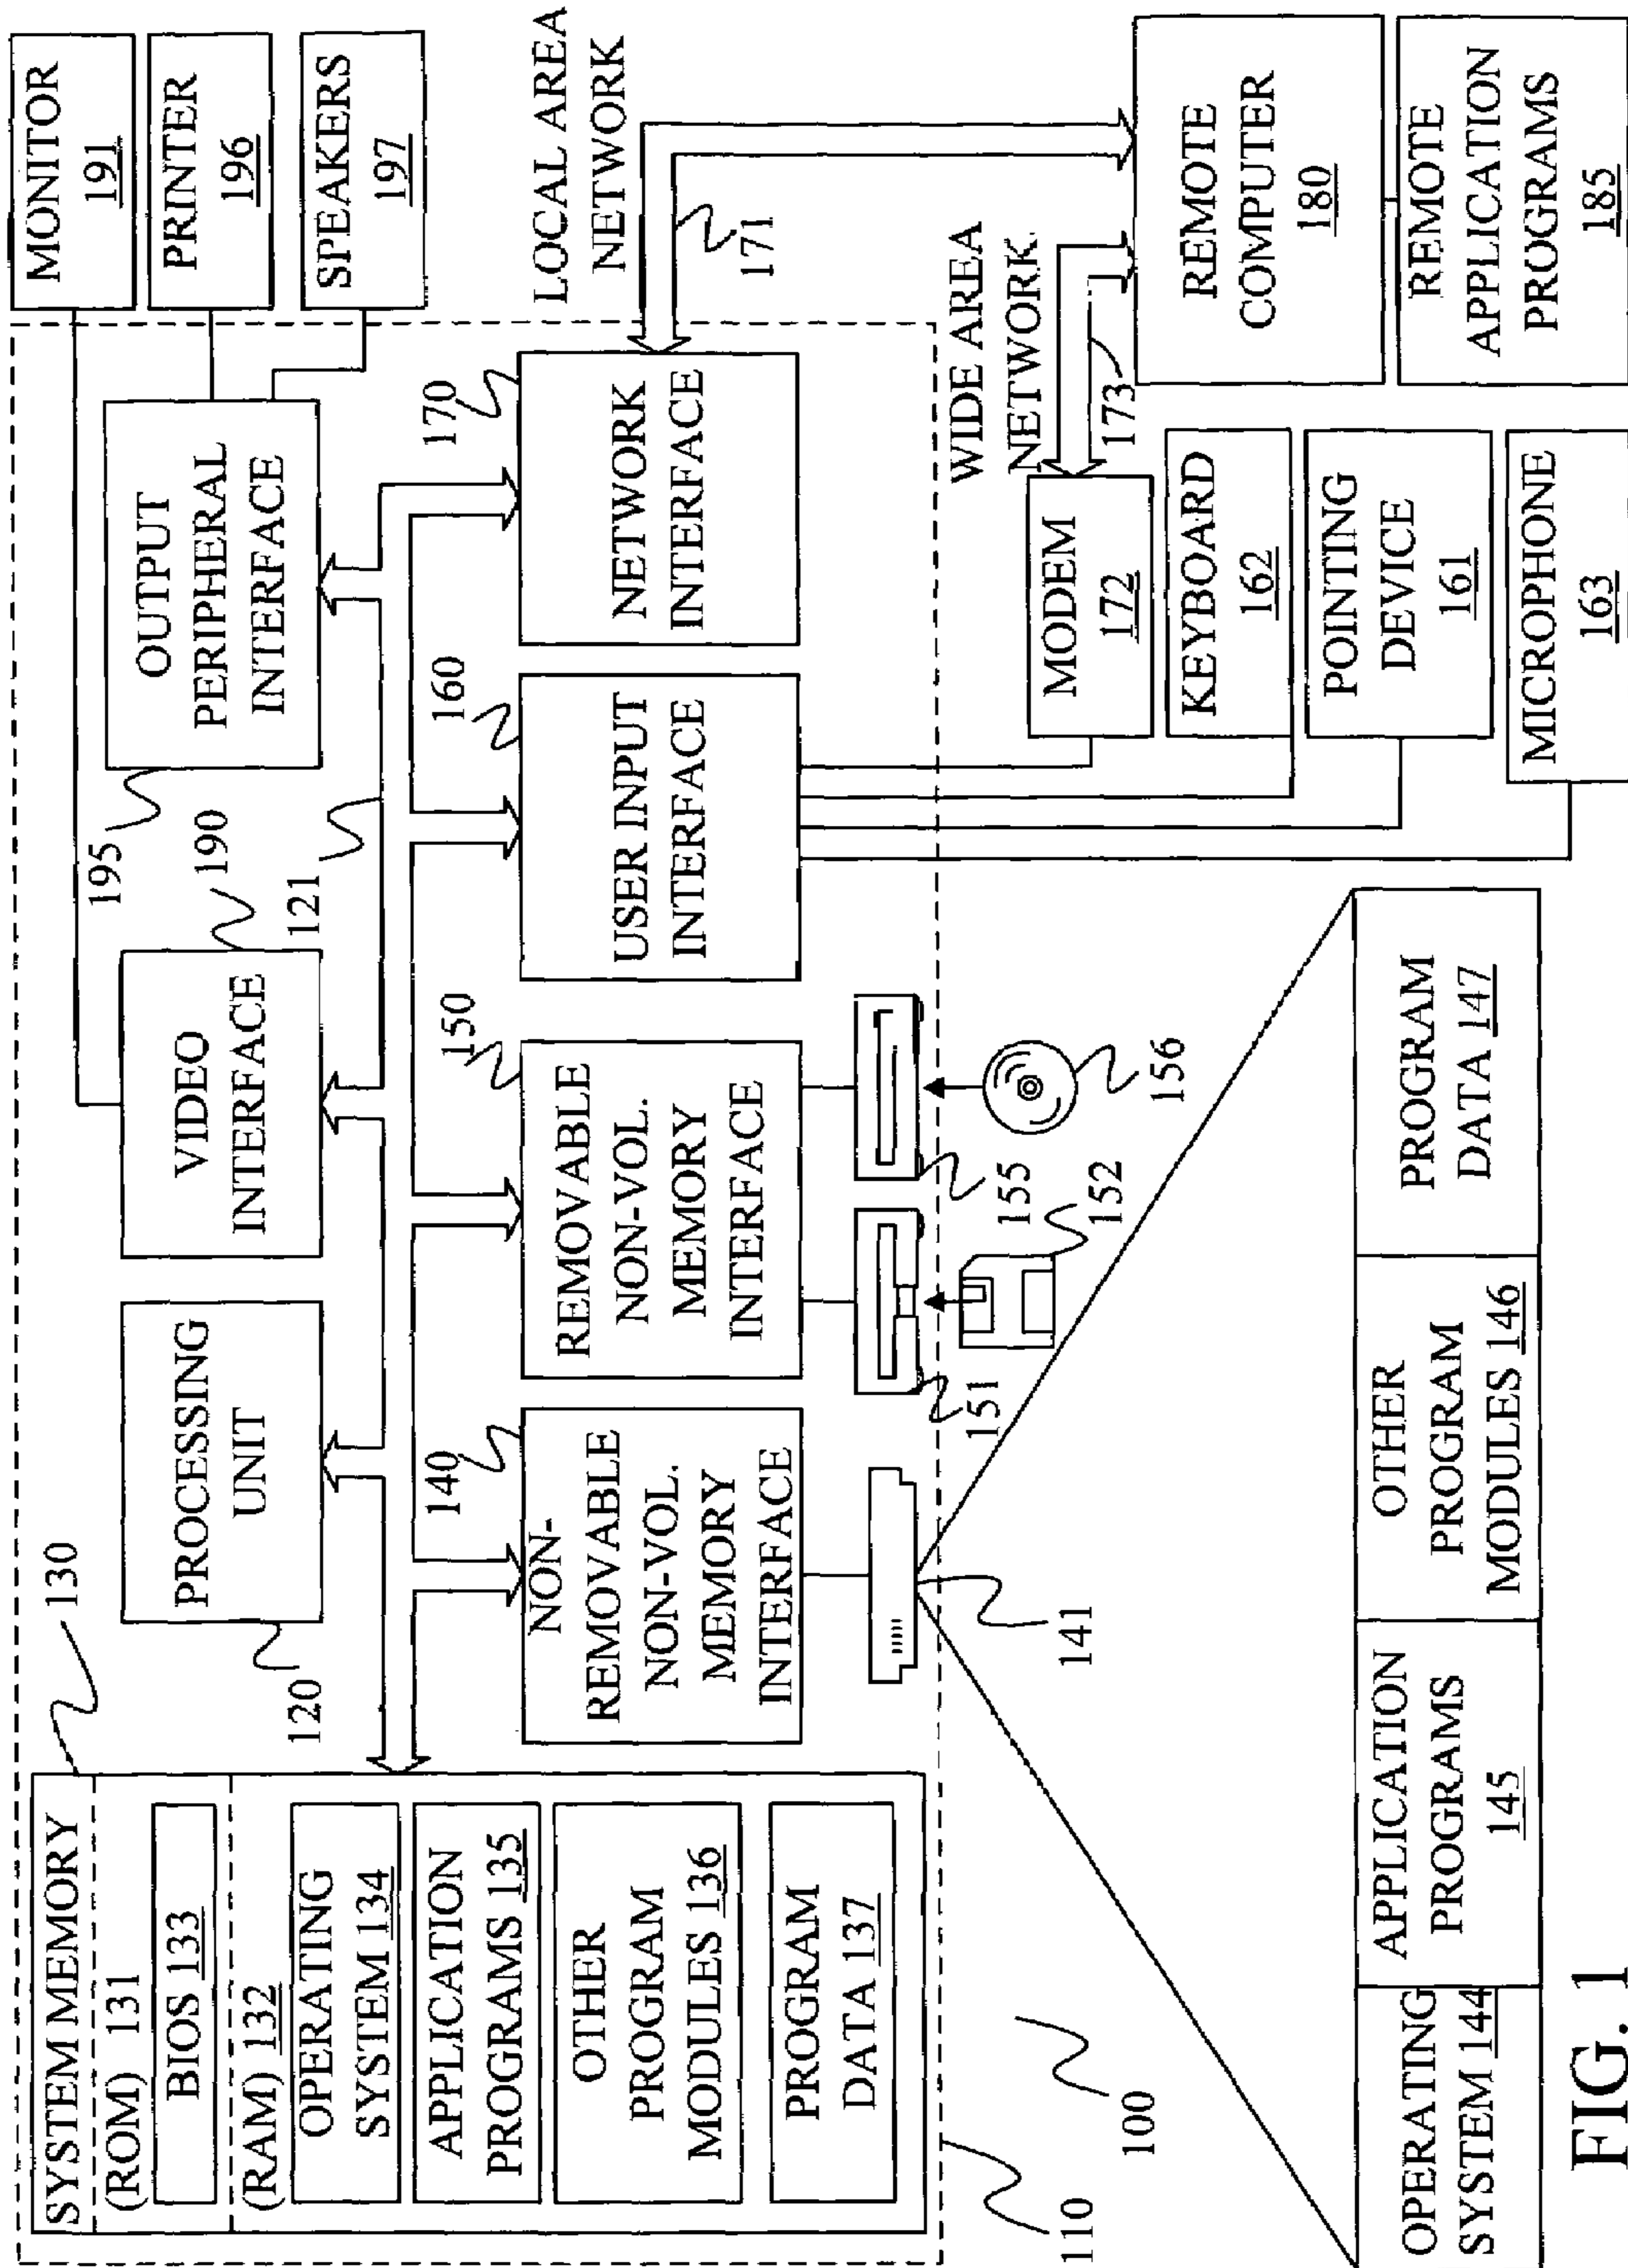 SYSTEM MEMORY
(ROM) 131
BIOS 133
(RAM) 132
OPERATING
SYSTEM 134
APPLICATION
PROGRAMS 135
OTHER
PROGRAM
MODULES 136
PROGRAM
DATA 137
130
120
PROCESSING
UNIT
VIDEO
INTERFACE
190
121
195
OUTPUT
PERIPHERAL
INTERFACE
MONITOR
191
PRINTER
196
SPEAKERS
197
140
NON-
REMOVABLE
NON-VOL.
MEMORY
INTERFACE
150
REMOVABLE
NON-VOL.
MEMORY
INTERFACE
160
USER INPUT
INTERFACE
170
NETWORK
INTERFACE
LOCAL AREA
NETWORK
171
110
100
141
151
152
155
156
WIDE AREA
NETWORK
173
MODEM
172
KEYBOARD
162
POINTING
DEVICE
161
MICROPHONE
163
REMOTE
COMPUTER
180
REMOTE
APPLICATION
PROGRAMS
185
OPERATING
SYSTEM 144
APPLICATION
PROGRAMS
145
OTHER
PROGRAM
MODULES 146
PROGRAM
DATA 147
FIG. 1